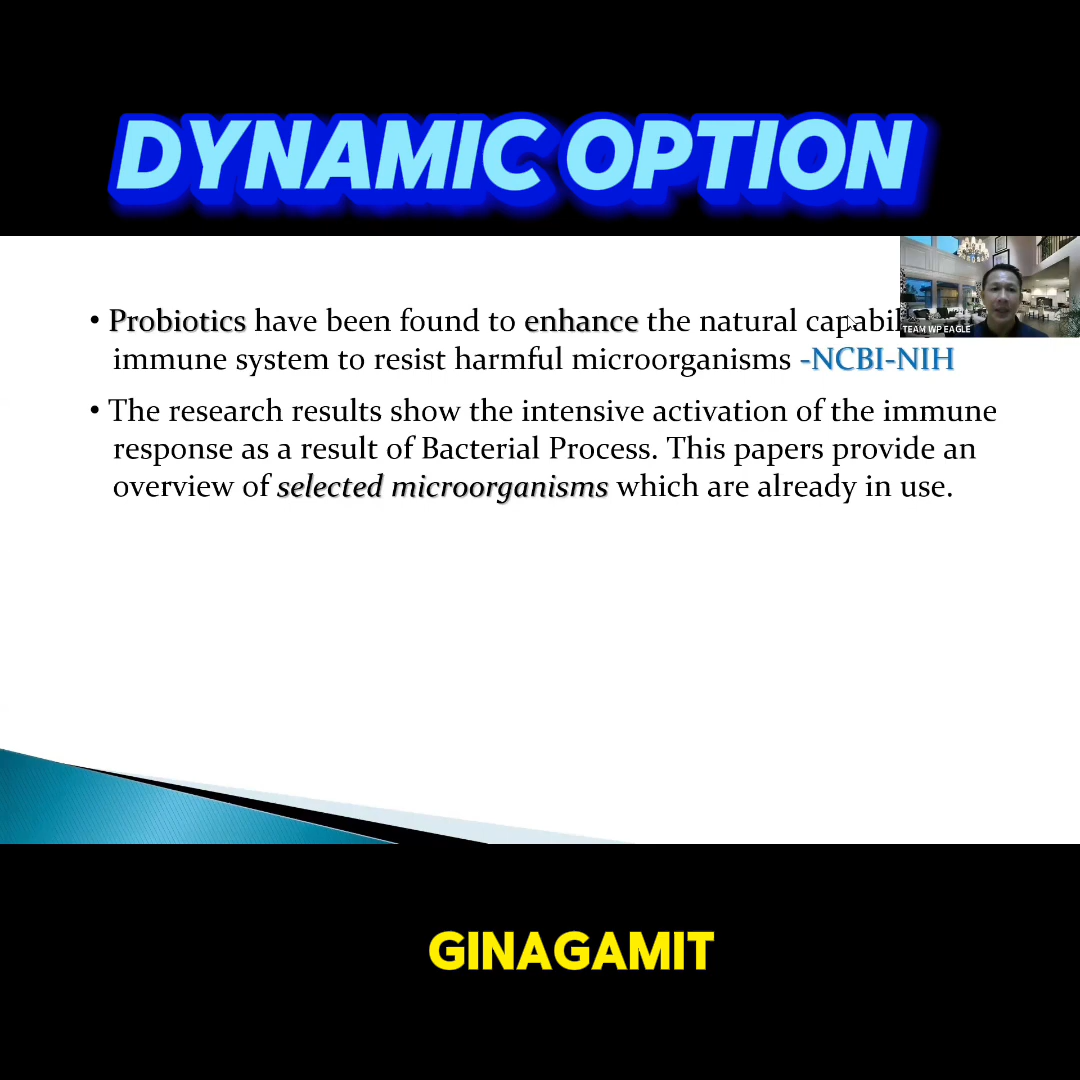 DYNAMIC OPTION
TEAM WP EAGLE
• Probiotics have been found to enhance the natural
immune system to resist harmful microorganisms -NCBI-NIH
• The research results show the intensive activation of the immune
response as a result of Bacterial Process. This papers provide an
overview of selected microorganisms which are already in use.
GINAGAMIT